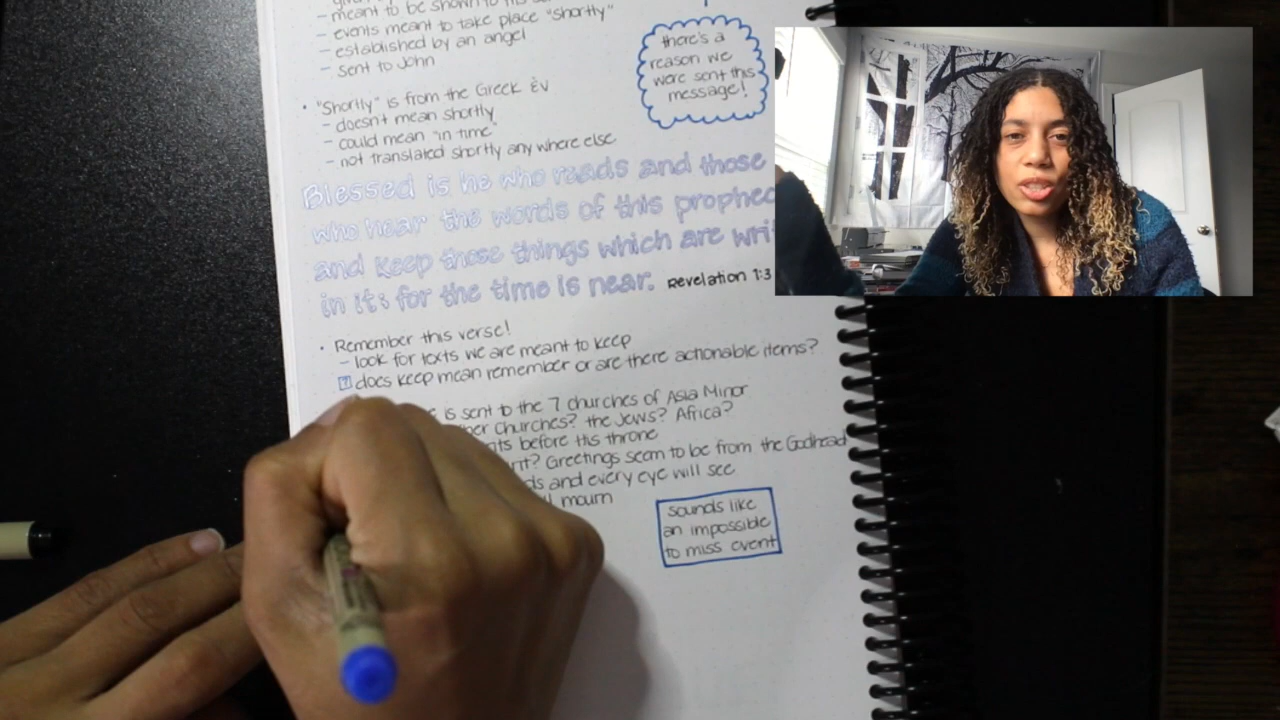 - meant to be shown to His
- events meant to take place "shortly"
- established by an angel
- sent to John
there's a
reason we
were sent this
message!
• "Shortly" is from the Greek ἐν
- doesn't mean shortly
- could mean "in time"
- not translated shortly any where else
Blessed is he who reads and those
who hear the words of this prophec
and keep those things which are writ
in it; for the time is near. Revelation 1:3
• Remember this verse!
- look for texts we are meant to keep
? does keep mean remember or are there actionable items?
is sent to the 7 churches of Asia Minor
churches? the Jews? Africa?
before His throne
Greetings seem to be from the Godhead
and every eye will see
mourn
sounds like
an impossible
to miss event